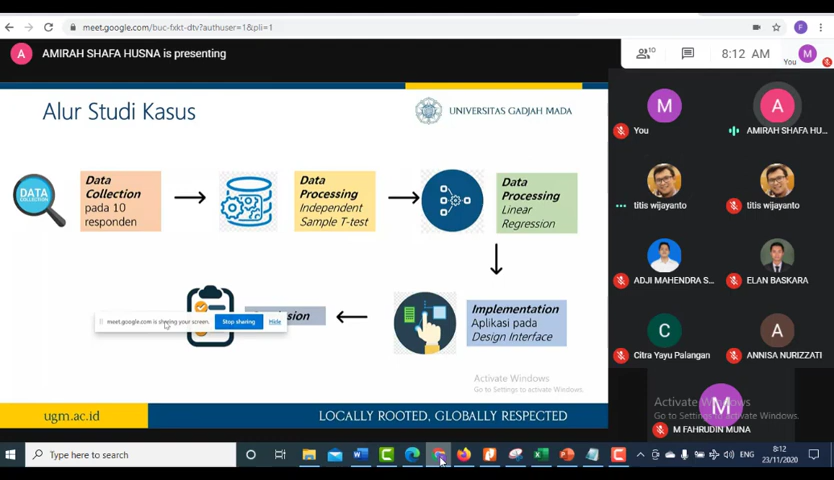 meet.google.com/buc-fxkt-dtv?authuser=1&pli=1
F
A
AMIRAH SHAFA HUSNA is presenting
10
8:12 AM
You
M
Alur Studi Kasus
UNIVERSITAS GADJAH MADA
DATA
COLLECTION
Data
Collection
pada 10
responden
Data
Processing
Independent
Sample T-test
Data
Processing
Linear
Regression
meet.google.com is sharing your screen.
Stop sharing
Hide
Implementation
Aplikasi pada
Design Interface
Activate Windows
Go to Settings to activate Windows.
ugm.ac.id
LOCALLY ROOTED, GLOBALLY RESPECTED
M
You
A
AMIRAH SHAFA HU...
titis wijayanto
titis wijayanto
ADJI MAHENDRA S...
ELAN BASKARA
C
Citra Yayu Palangan
A
ANNISA NURIZZATI
M
Activate Windows
Go to Settings to activate Windows.
M FAHRUDIN MUNA
Type here to search
8:12
23/11/2020